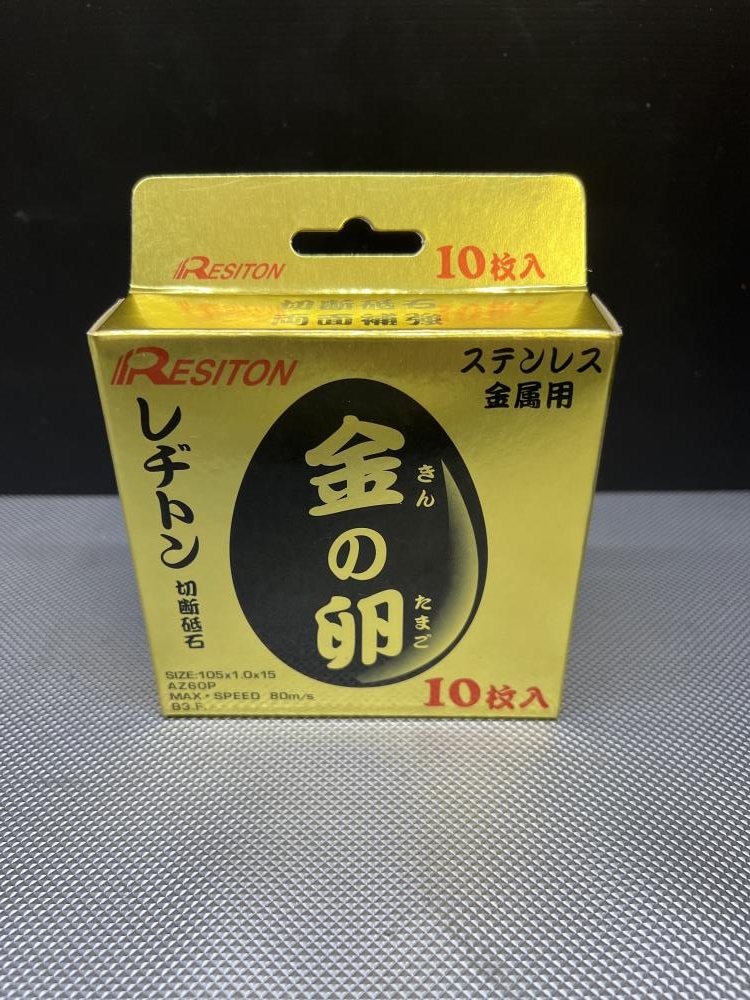 RESITON
10枚入
切断砥石
両面補強
RESITON
ステンレス
金属用
レヂトン
切断砥石
金の卵
きん
たまご
SIZE:105x1.0x15
AZ60P
MAX・SPEED 80m/s
B3.F.
10枚入